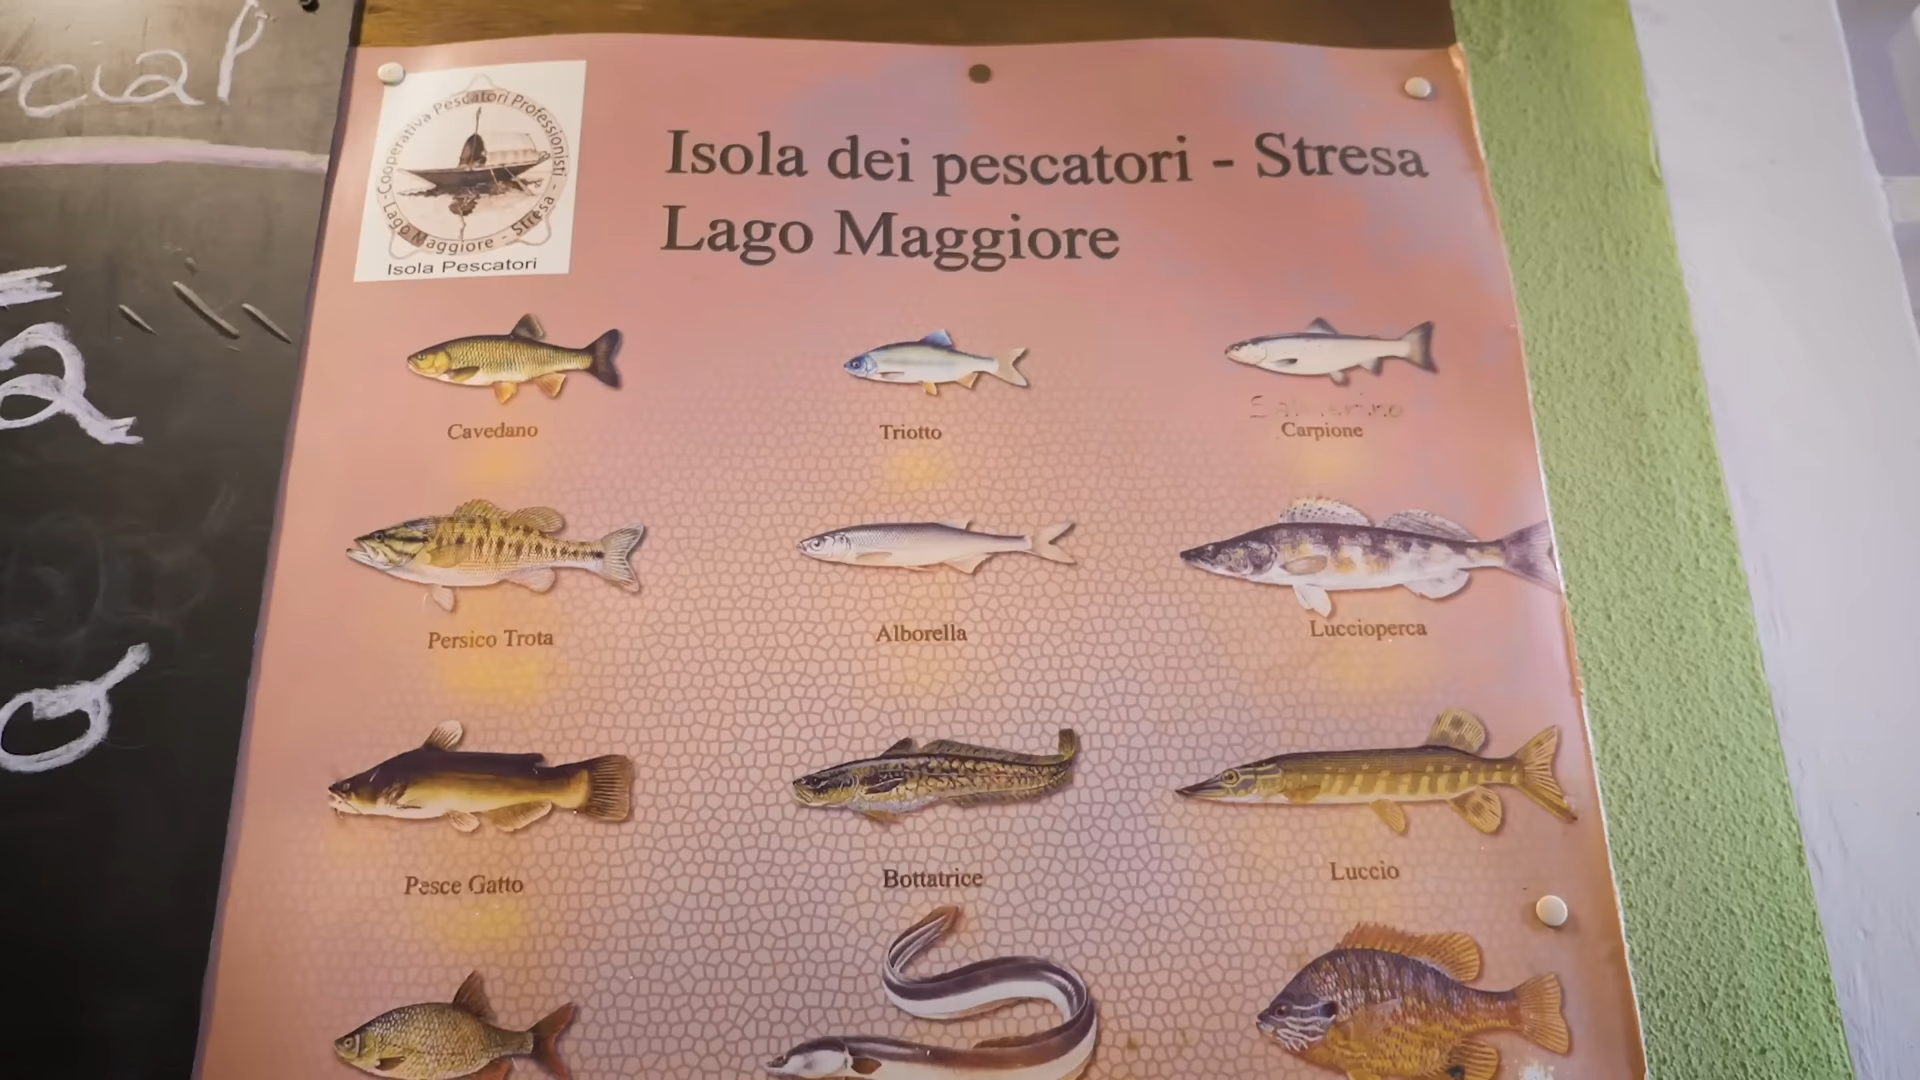 ocial
Cooperativa Pescatori Professionisti
- Lago Maggiore - Stresa -
Isola Pescatori
Isola dei pescatori - Stresa
Lago Maggiore
Cavedano
Triotto
Carpione
Persico Trota
Alborella
Luccioperca
Pesce Gatto
Bottatrice
Luccio